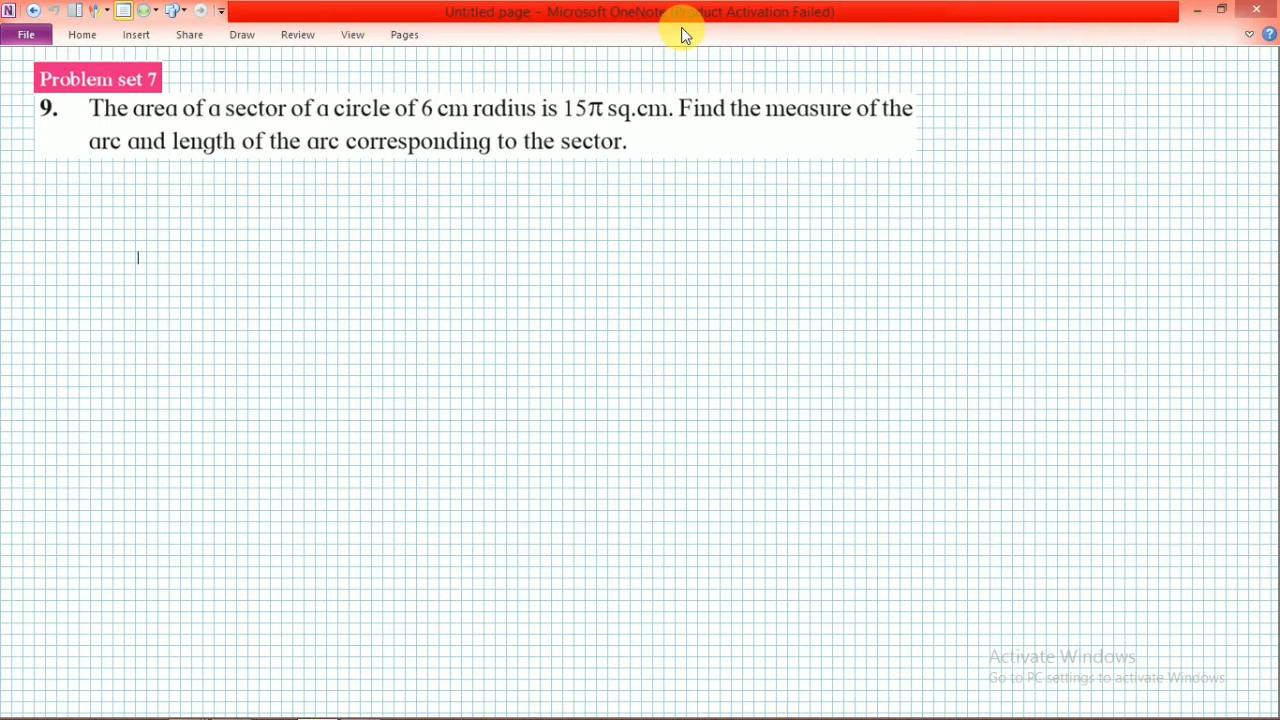 Untitled page - Microsoft OneNote (Product Activation Failed)
File Home Insert Share Draw Review View Pages
Problem set 7
9. The area of a sector of a circle of 6 cm radius is 15π sq.cm. Find the measure of the
arc and length of the arc corresponding to the sector.
Activate Windows
Go to PC settings to activate Windows.